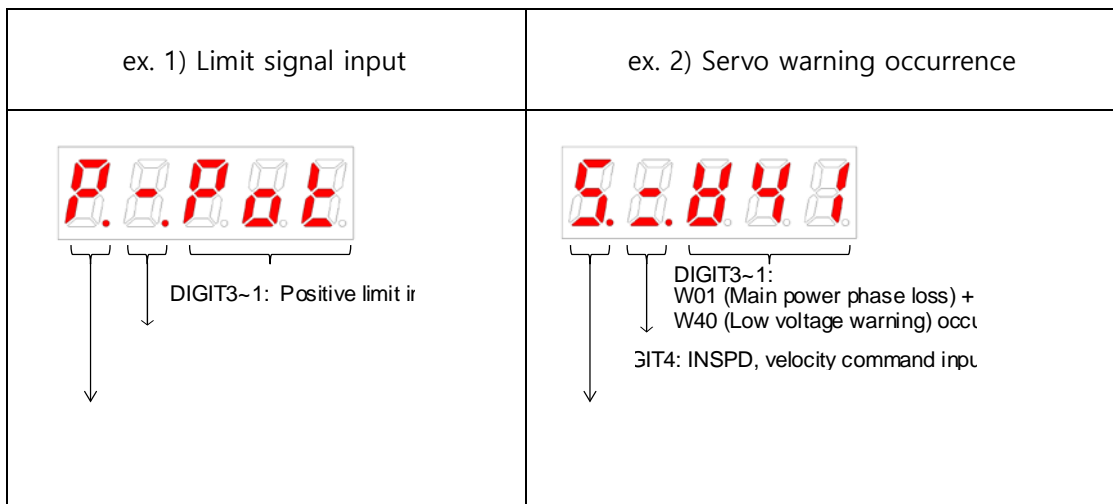 ex. 1) Limit signal input
ex. 2) Servo warning occurrence
P.-.Pot
DIGIT3~1: Positive limit
S.=.U41
DIGIT3~1:
W01 (Main power phase loss) +
W40 (Low voltage warning)
INSPD, velocity command